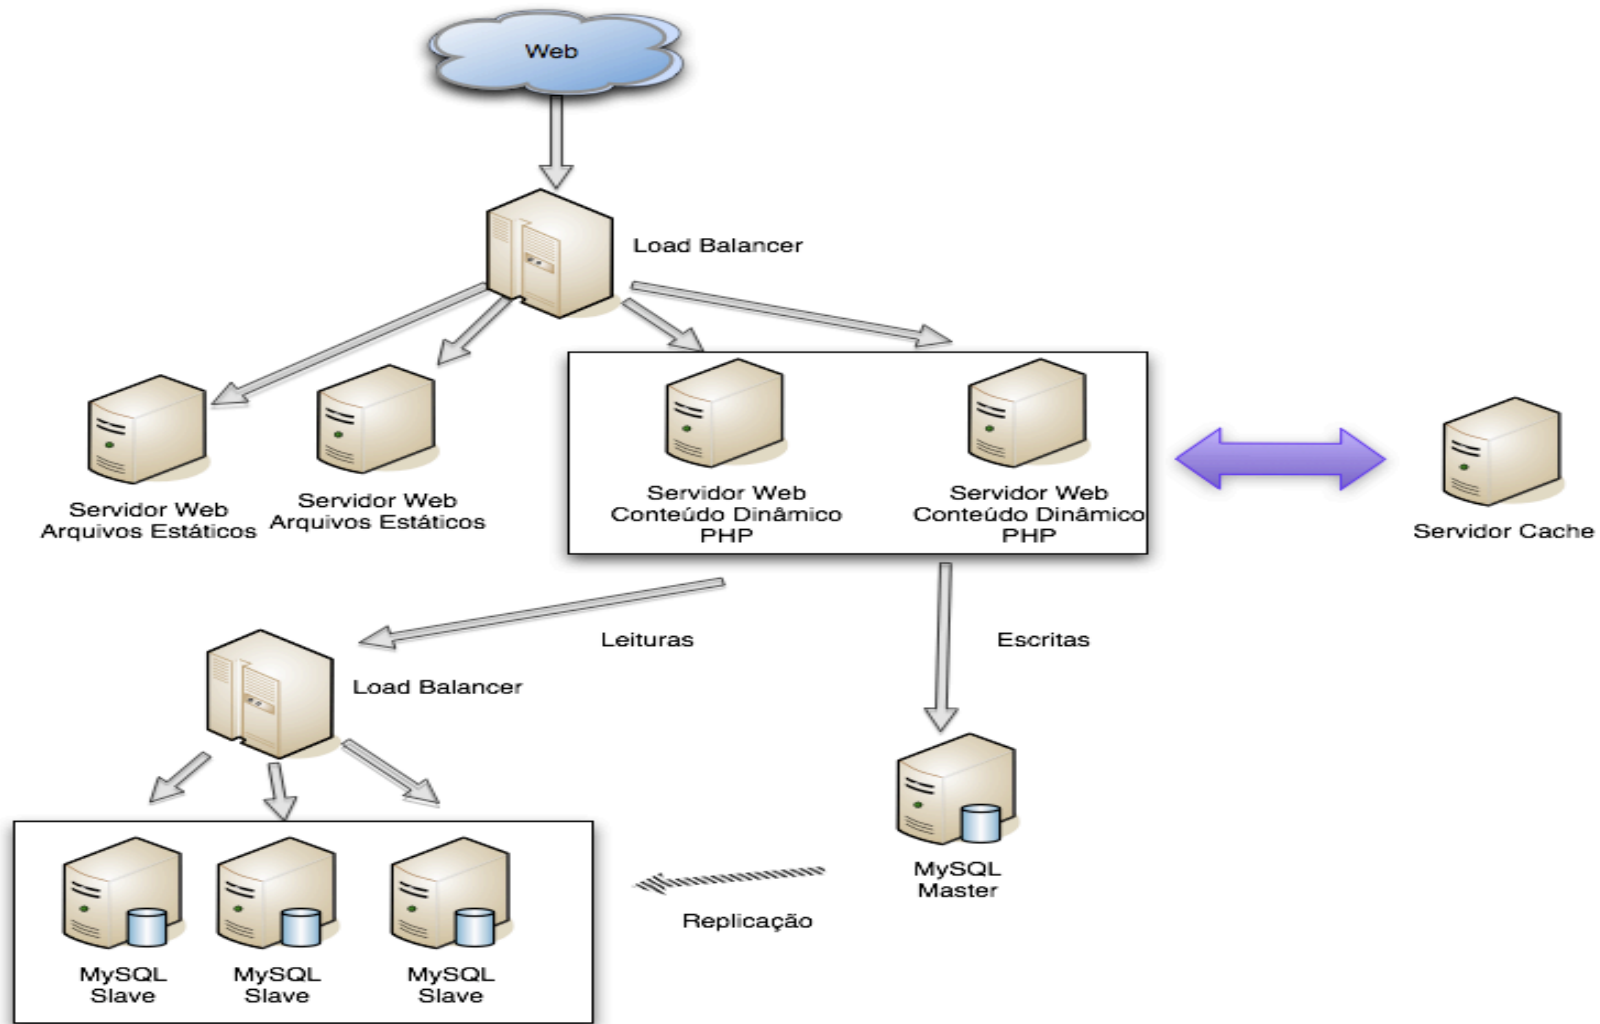 Web
Load Balancer
Servidor Web
Arquivos Estáticos
Servidor Web
Arquivos Estáticos
Servidor Web
Conteúdo Dinâmico
PHP
Servidor Web
Conteúdo Dinâmico
PHP
Servidor Cache
Leituras
Escritas
Load Balancer
MySQL
Master
Replicação
MySQL
Slave
MySQL
Slave
MySQL
Slave